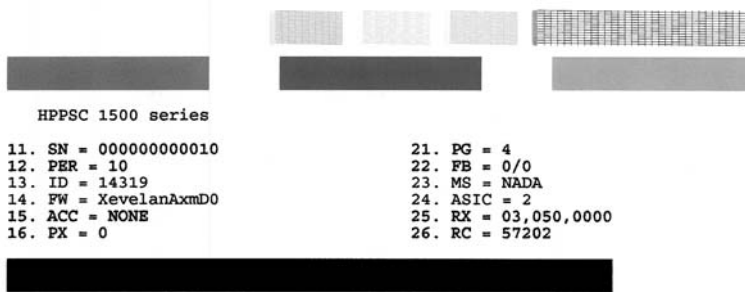 HPPSC 1500 series
11. SN = 000000000010
12. PER = 10
13. ID = 14319
14. FW = XevelanAxmD0
15. ACC = NONE
16. PX = 0
21. PG = 4
22. FB = 0/0
23. MS = NADA
24. ASIC = 2
25. RX = 03,050,0000
26. RC = 57202